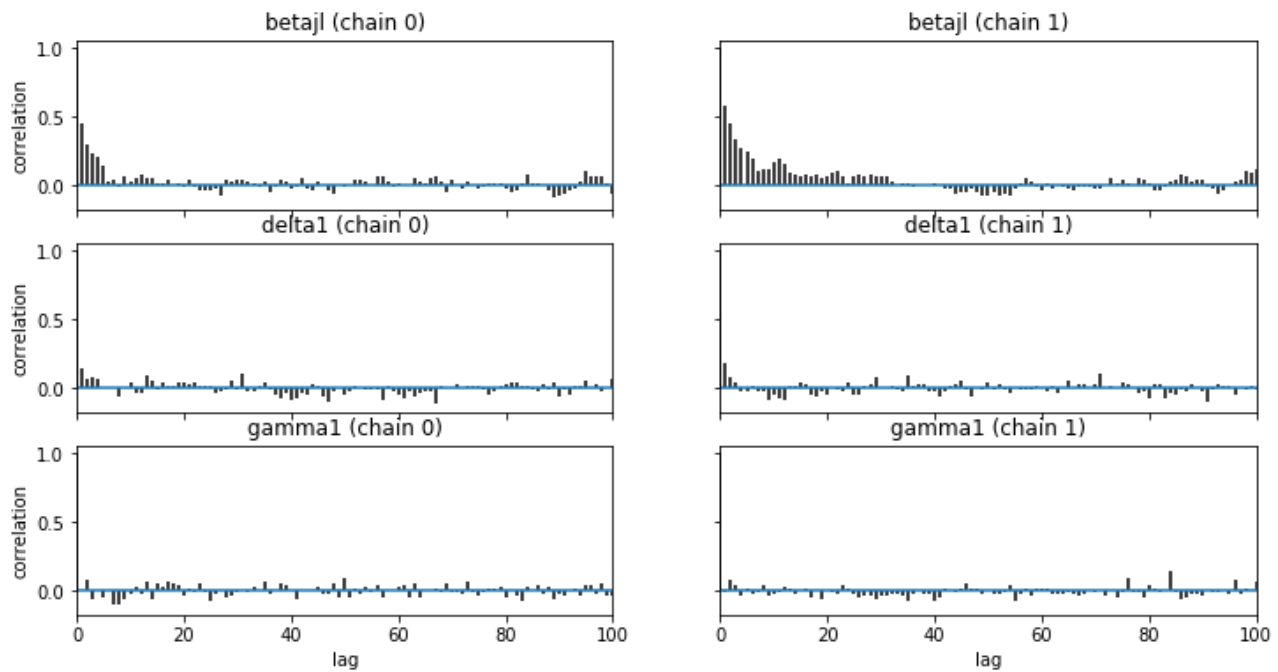 betajl (chain 0) betajl (chain 1)
1.0
0.5
0.0
correlation
delta1 (chain 0) delta1 (chain 1)
1.0
0.5
0.0
correlation
gamma1 (chain 0) gamma1 (chain 1)
1.0
0.5
0.0
correlation
0 20 40 60 80 100 0 20 40 60 80 100
lag lag